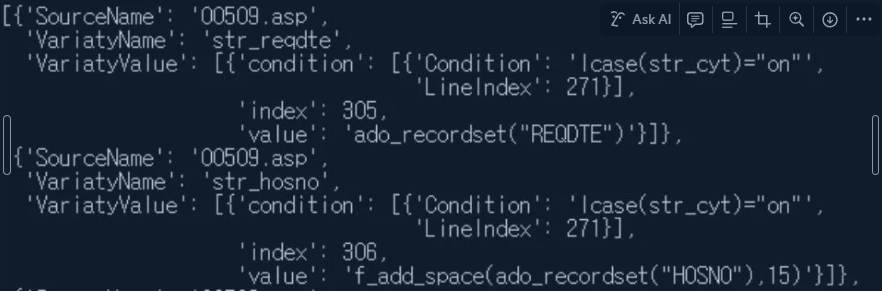 [{'SourceName': '00509.asp',
Ask AI
'VariatyName': 'str_reqdte',
'VariatyValue': [{'condition': [{'Condition': 'lcase(str_cyt)="on"',
'LineIndex': 271}],
'index': 305,
'value': 'ado_recordset("REQDTE")'}]},
{'SourceName': '00509.asp',
'VariatyName': 'str_hosno',
'VariatyValue': [{'condition': [{'Condition': 'lcase(str_cyt)="on"',
'LineIndex': 271}],
'index': 306,
'value': 'f_add_space(ado_recordset("HOSNO"),15)'}]},